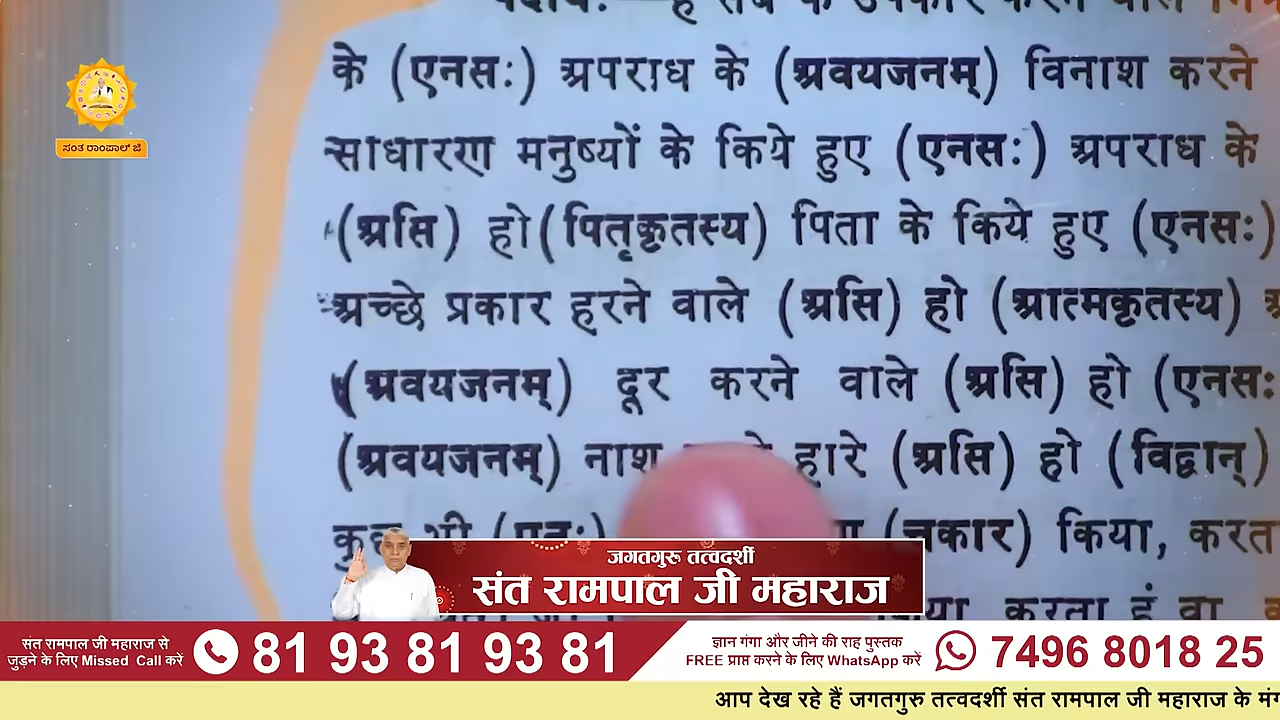 के (एनसः) अपराध के (अवयजनम्) विनाश करने
साधारण मनुष्यों के किये हुए (एनसः) अपराध के
(असि) हो (पितृकृतस्य) पिता के किये हुए (एनसः)
अच्छे प्रकार हरने वाले (असि) हो (आत्मकृतस्य)
(अवयजनम्) दूर करने वाले (असि) हो (एनसः
(अवयजनम्) नाश हारे (असि) हो (विद्वान्)
(चकार) किया, करत
करता हूं वा
ಸಂತ ರಾಂಪಾಲ್ ಜಿ
जगतगुरु तत्वदर्शी
संत रामपाल जी महाराज
संत रामपाल जी महाराज से
जुड़ने के लिए Missed Call करें
81 93 81 93 81
ज्ञान गंगा और जीने की राह पुस्तक
FREE प्राप्त करने के लिए WhatsApp करें
7496 8018 25
आप देख रहे हैं जगतगुरु तत्वदर्शी संत रामपाल जी महाराज के मंग